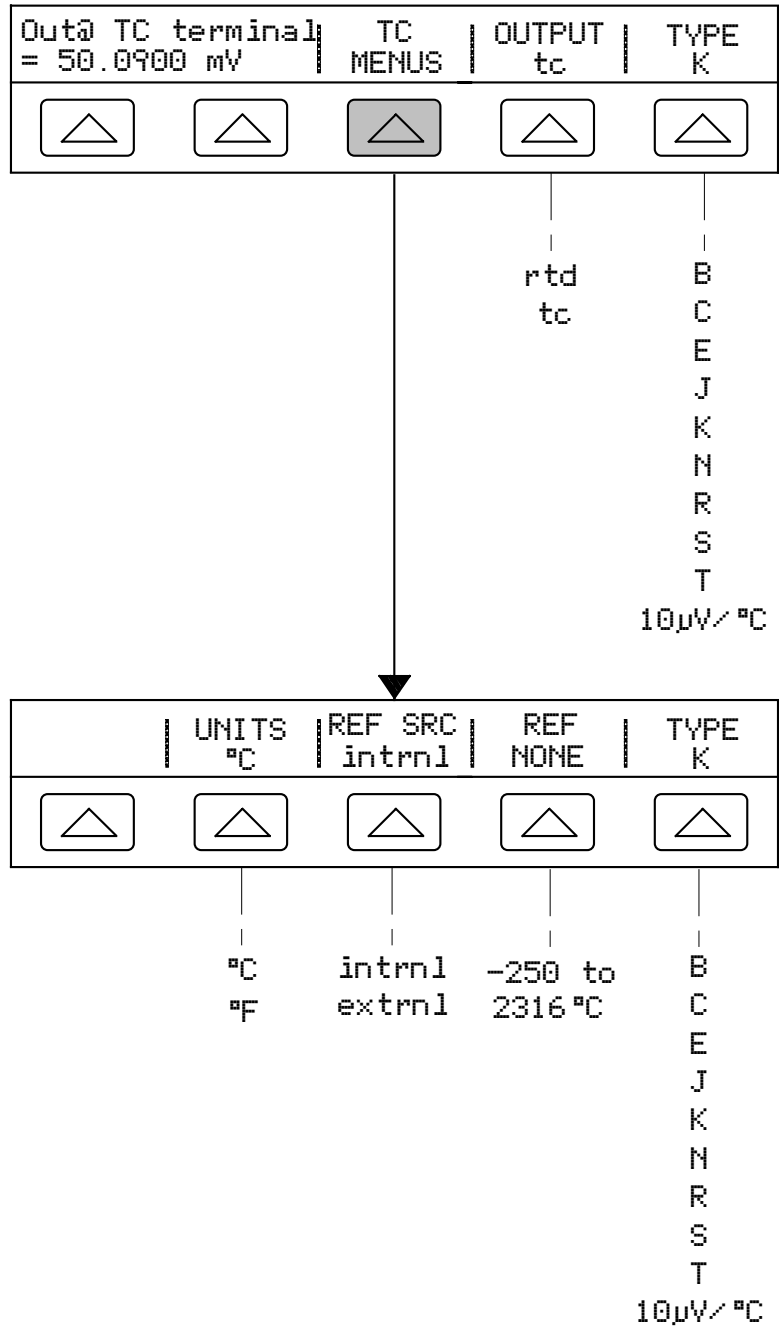 Out@ TC terminal TC OUTPUT TYPE
= 50.0900 mV MENUS tc K
rtd
tc
B
C
E
J
K
N
R
S
T
10µV/°C
UNITS REF SRC REF TYPE
°C intrnl NONE K
°C
°F
intrnl
extrnl
-250 to
2316°C
B
C
E
J
K
N
R
S
T
10µV/°C